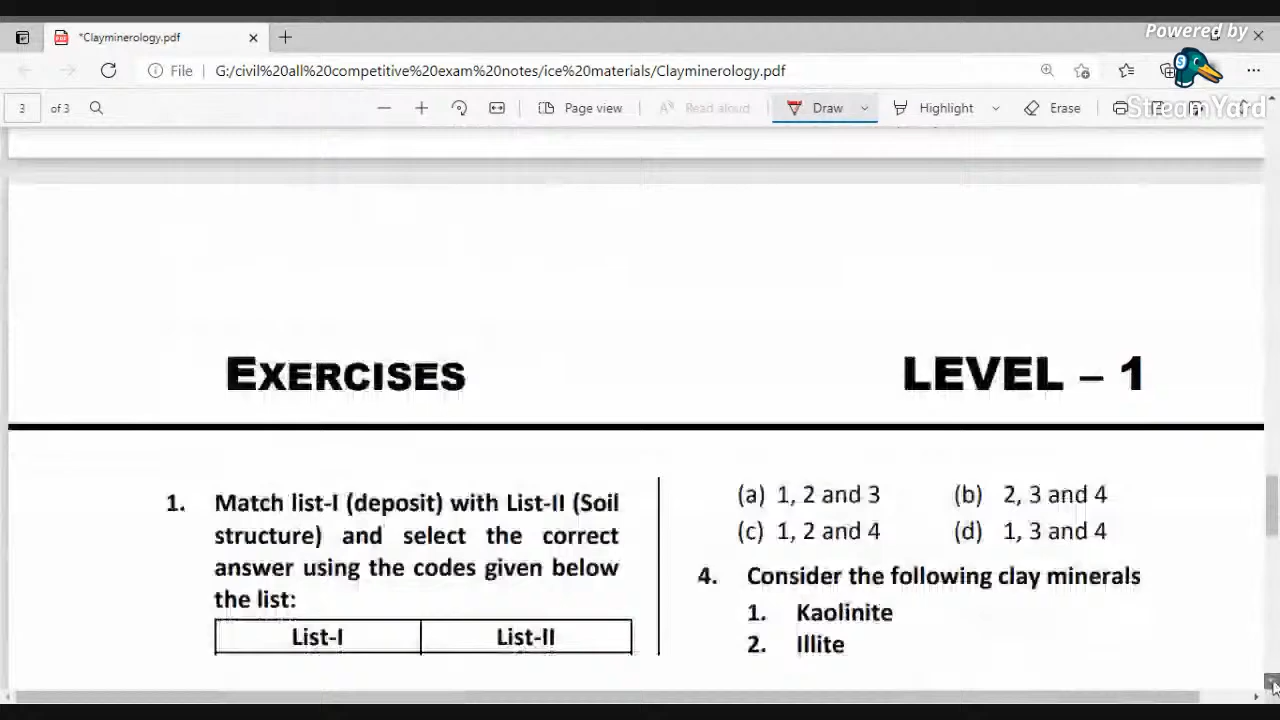 Powered by
*Clayminerology.pdf
File G:/civil%20all%20competitive%20exam%20notes/ice%20materials/Clayminerology.pdf
StreamYard
3 of 3 Page view Read aloud Draw Highlight Erase
EXERCISES
LEVEL – 1
1. Match list-I (deposit) with List-II (Soil
structure) and select the correct
answer using the codes given below
the list:
List-I List-II
(a) 1, 2 and 3 (b) 2, 3 and 4
(c) 1, 2 and 4 (d) 1, 3 and 4
4. Consider the following clay minerals
1. Kaolinite
2. Illite